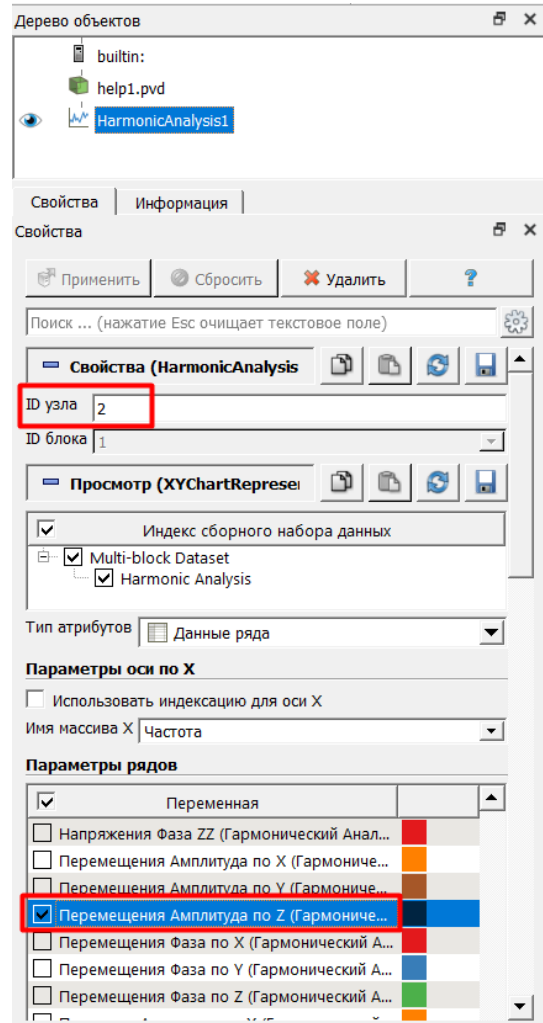 Дерево объектов
builtin:
help1.pvd
HarmonicAnalysis1
Свойства Информация
Свойства
Применить Сбросить Удалить ?
Поиск ... (нажатие Esc очищает текстовое поле)
Свойства (HarmonicAnalysis
ID узла 2
ID блока 1
Просмотр (XYChartReprese
Индекс сборного набора данных
Multi-block Dataset
Harmonic Analysis
Тип атрибутов Данные ряда
Параметры оси по X
Использовать индексацию для оси X
Имя массива X Частота
Параметры рядов
Переменная
Напряжения Фаза ZZ (Гармонический Анал...
Перемещения Амплитуда по X (Гармониче...
Перемещения Амплитуда по Y (Гармониче...
Перемещения Амплитуда по Z (Гармониче...
Перемещения Фаза по X (Гармонический А...
Перемещения Фаза по Y (Гармонический А...
Перемещения Фаза по Z (Гармонический А...